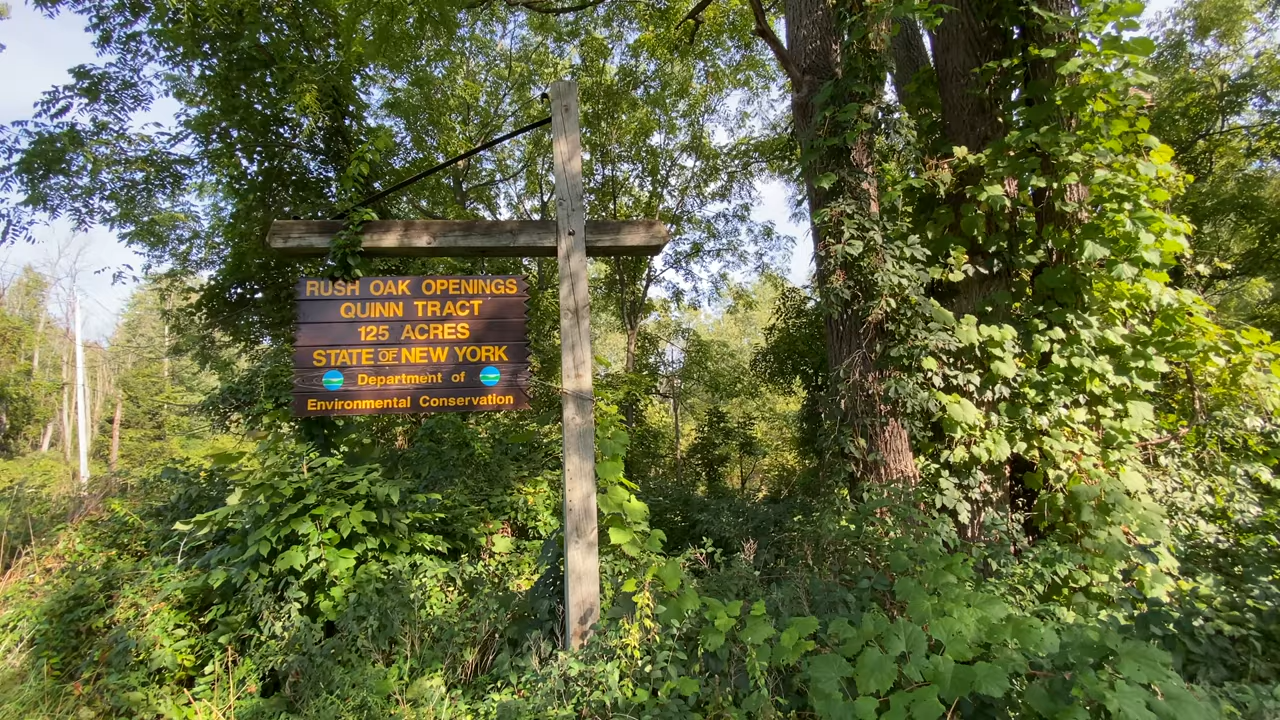 RUSH OAK OPENINGS
QUINN TRACT
125 ACRES
STATE OF NEW YORK
Department of
Environmental Conservation